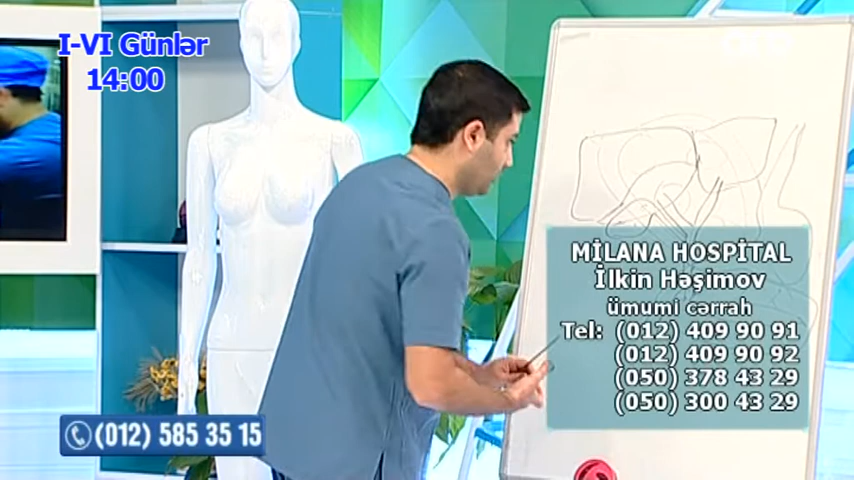 I-VI Günlər
14:00
MİLANA HOSPİTAL
İlkin Həşimov
ümumi cərrah
Tel: (012) 409 90 91
(012) 409 90 92
(050) 378 43 29
(050) 300 43 29
(012) 585 35 15